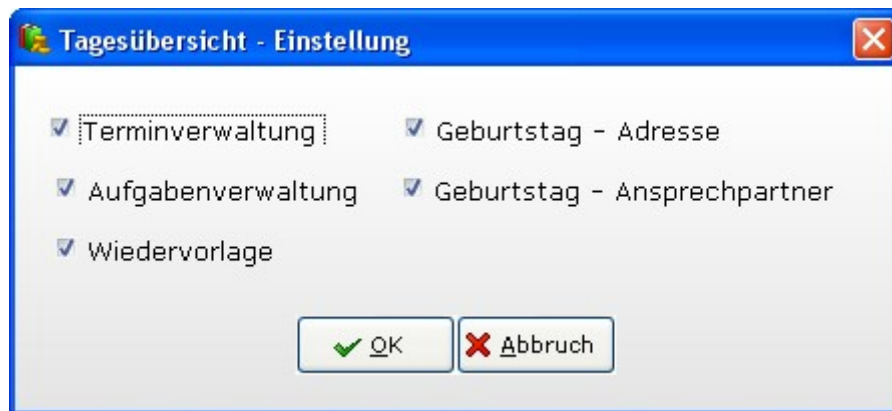 Tagesübersicht - Einstellung
Terminverwaltung
Geburtstag - Adresse
Aufgabenverwaltung
Geburtstag - Ansprechpartner
Wiedervorlage
OK
Abbruch